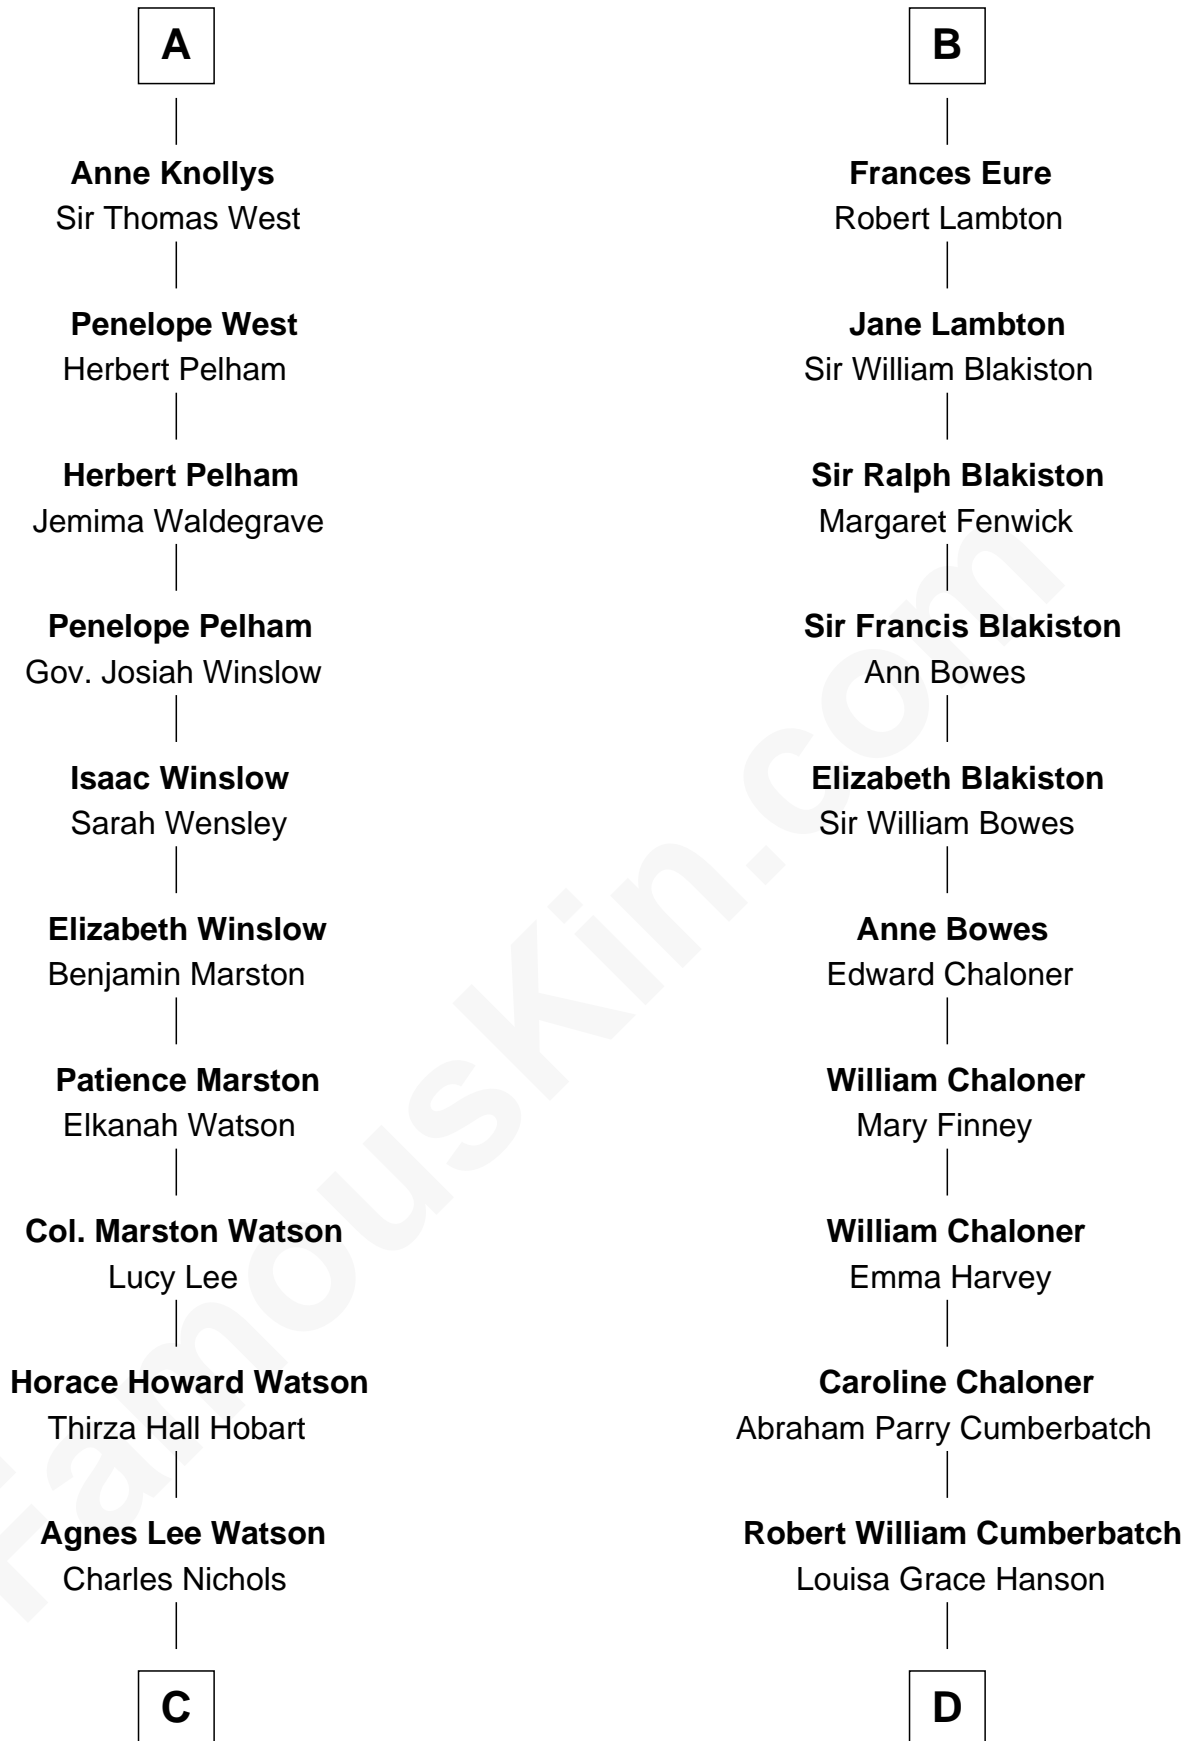 A
Anne Knollys
Sir Thomas West
Penelope West
Herbert Pelham
Herbert Pelham
Jemima Waldegrave
Penelope Pelham
Gov. Josiah Winslow
Isaac Winslow
Sarah Wensley
Elizabeth Winslow
Benjamin Marston
Patience Marston
Elkanah Watson
Col. Marston Watson
Lucy Lee
Horace Howard Watson
Thirza Hall Hobart
Agnes Lee Watson
Charles Nichols
C
B
Frances Eure
Robert Lambton
Jane Lambton
Sir William Blakiston
Sir Ralph Blakiston
Margaret Fenwick
Sir Francis Blakiston
Ann Bowes
Elizabeth Blakiston
Sir William Bowes
Anne Bowes
Edward Chaloner
William Chaloner
Mary Finney
William Chaloner
Emma Harvey
Caroline Chaloner
Abraham Parry Cumberbatch
Robert William Cumberbatch
Louisa Grace Hanson
D
FamousKin.com